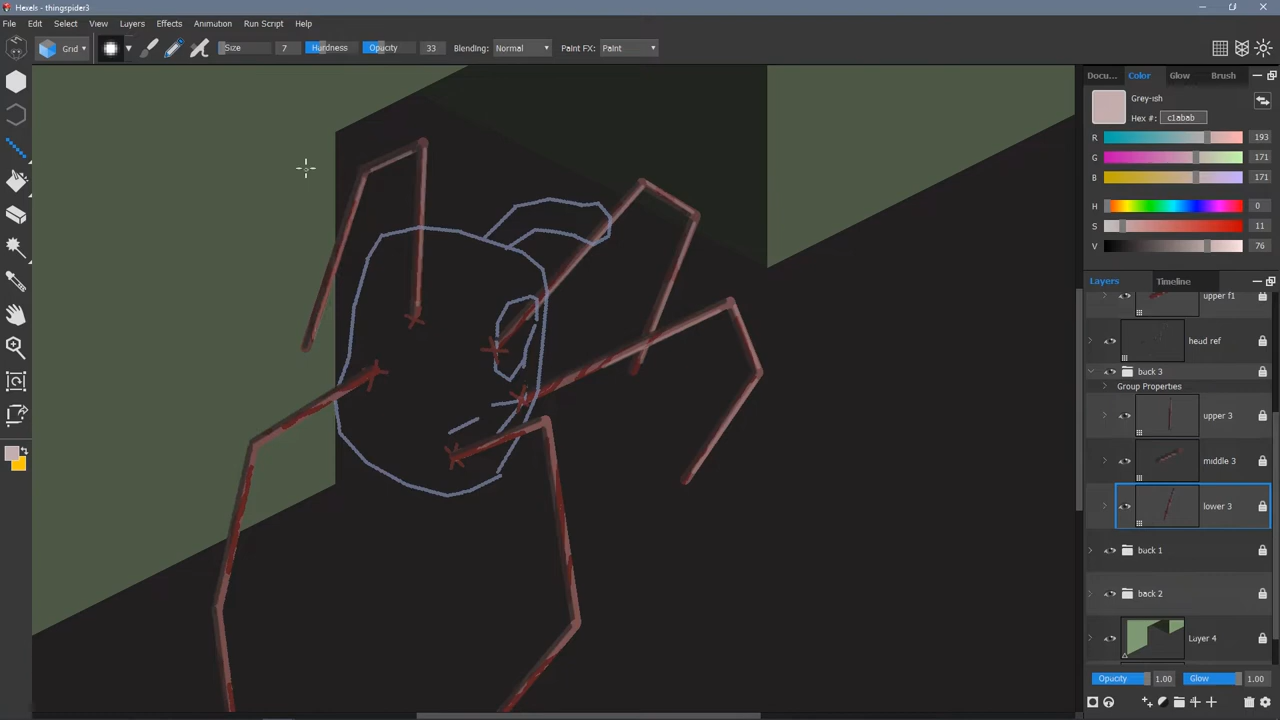 Hexels - thingspider3
File Edit Select View Layers Effects Animation Run Script Help
Grid Size 7 Hardness Opacity 33 Blending: Normal Paint FX: Paint
Docu... Color Glow Brush
Grey-ish
Hex #: c1abab
R 193
G 171
B 171
H 0
S 11
V 76
Layers Timeline
upper f1
head ref
back 3
Group Properties
upper 3
middle 3
lower 3
back 1
back 2
Layer 4
Opacity 1.00 Glow 1.00